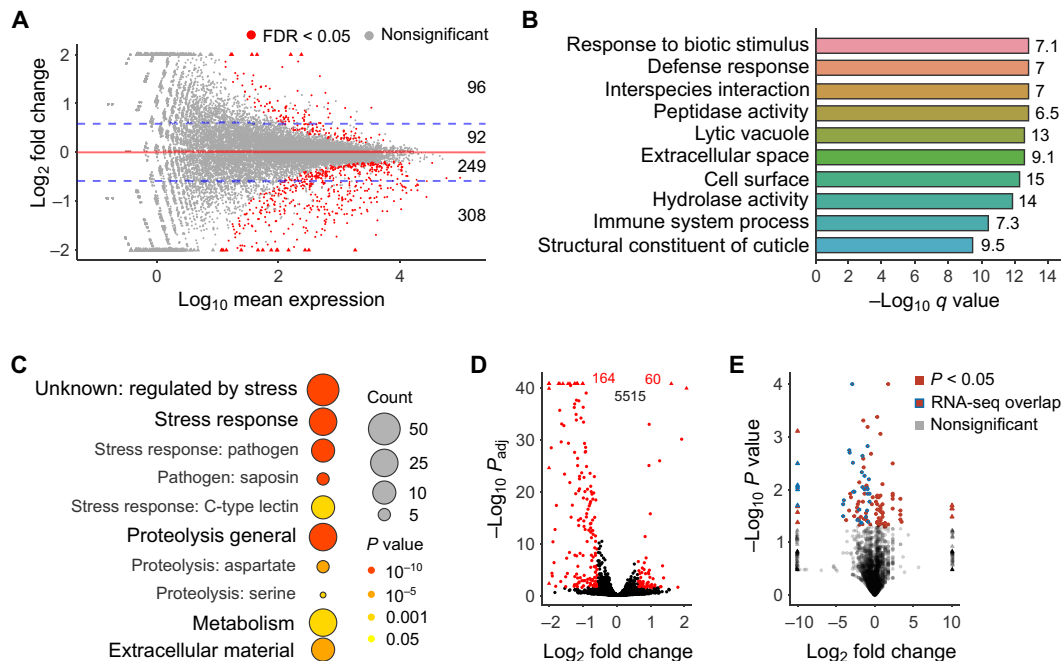 A
FDR < 0.05
Nonsignificant
Log2 fold change
2
1
0
−1
−2
96
92
249
308
0
2
4
Log10 mean expression
B
Response to biotic stimulus
7.1
Defense response
7
Interspecies interaction
7
Peptidase activity
6.5
Lytic vacuole
13
Extracellular space
9.1
Cell surface
15
Hydrolase activity
14
Immune system process
7.3
Structural constituent of cuticle
9.5
0 2 4 6 8 10 12 14
−Log10 q value
C
Unknown: regulated by stress
Stress response
Stress response: pathogen
Pathogen: saposin
Stress response: C-type lectin
Proteolysis general
Proteolysis: aspartate
Proteolysis: serine
Metabolism
Extracellular material
Count
50
25
10
5
P value
10−10
10−5
0.001
0.05
D
164
60
5515
−Log10 Padj
40
30
20
10
0
−2 −1 0 1 2
Log2 fold change
E
P < 0.05
RNA-seq overlap
Nonsignificant
−Log10 P value
4
3
2
1
0
−10 −5 0 5 10
Log2 fold change